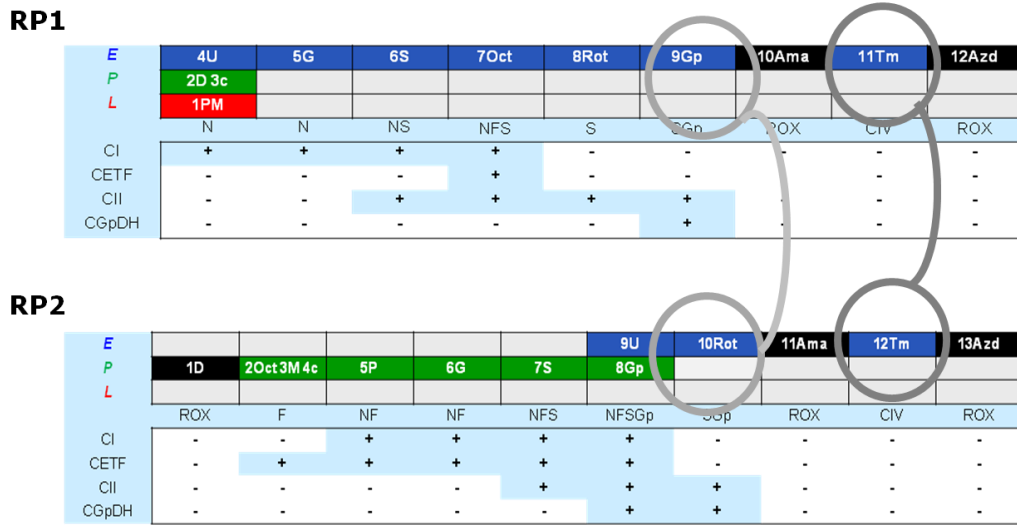 RP1
E 4U 5G 6S 7Oct 8Rot 9Gp 10Ama 11Tm 12Azd
P 2D 3c
L 1PM
N N NS NFS S SGp ROX CIV ROX
CI + + + + - - - - -
CETF - - - + - - - -
CII - - + + + + - - -
CGpDH - - - - - + - -
RP2
E 9U 10Rot 11Ama 12Tm 13Azd
P 1D 2Oct 3M 4c 5P 6G 7S 8Gp
L
ROX F NF NF NFS NFSGp SGp ROX CIV ROX
CI - - + + + + - - - -
CETF - + + + + + - - - -
CII - - - - + + + - - -
CGpDH - - - - - + + - - -